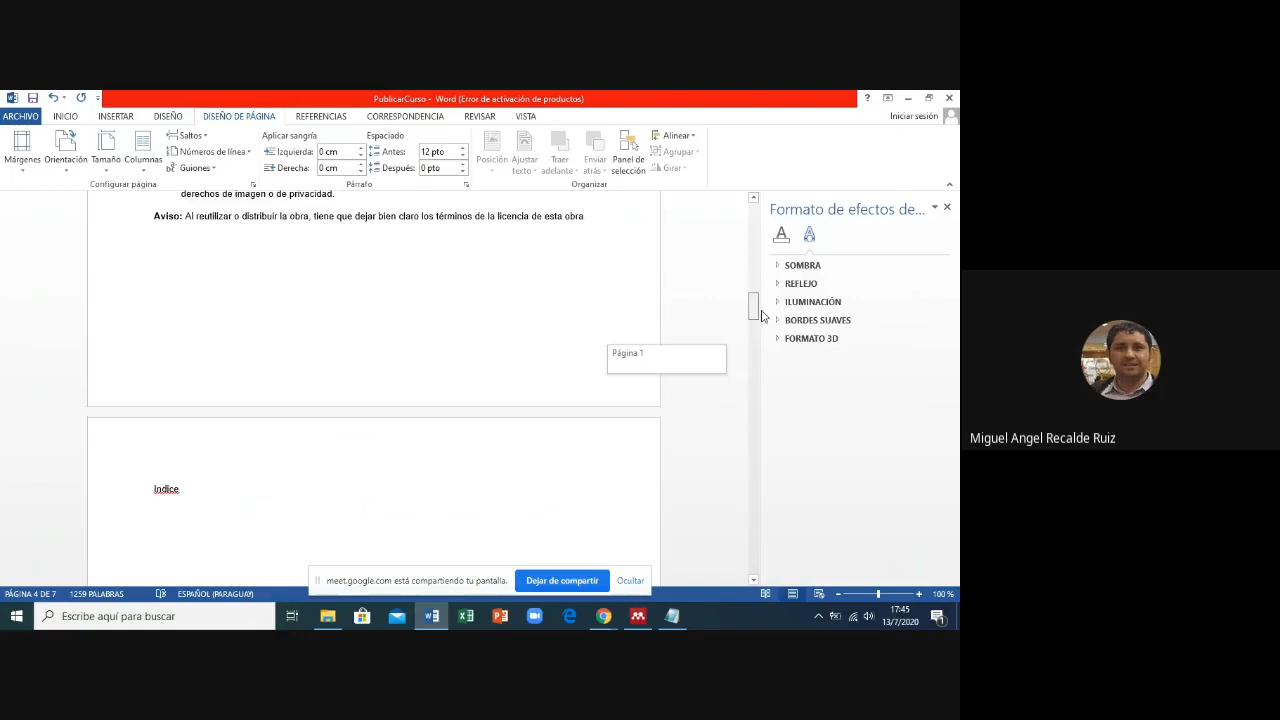 PublicarCurso - Word (Error de activación de productos)
ARCHIVO INICIO INSERTAR DISEÑO DISEÑO DE PÁGINA REFERENCIAS CORRESPONDENCIA REVISAR VISTA Iniciar sesión
Márgenes Orientación Tamaño Columnas
Saltos
Números de línea
Guiones
Configurar página
Aplicar sangría
Izquierda: 0 cm
Derecha: 0 cm
Espaciado
Antes: 12 pto
Después: 0 pto
Párrafo
Posición
Ajustar texto
Traer adelante
Enviar atrás
Panel de selección
Alinear
Agrupar
Girar
Organizar
derechos de imagen o de privacidad.
Aviso: Al reutilizar o distribuir la obra, tiene que dejar bien claro los términos de la licencia de esta obra
Página 1
Indice
Formato de efectos de...
SOMBRA
REFLEJO
ILUMINACIÓN
BORDES SUAVES
FORMATO 3D
Miguel Angel Recalde Ruiz
meet.google.com está compartiendo tu pantalla. Dejar de compartir Ocultar
PÁGINA 4 DE 7 1259 PALABRAS ESPAÑOL (PARAGUAY) 100 %
Escribe aquí para buscar
17:45
13/7/2020